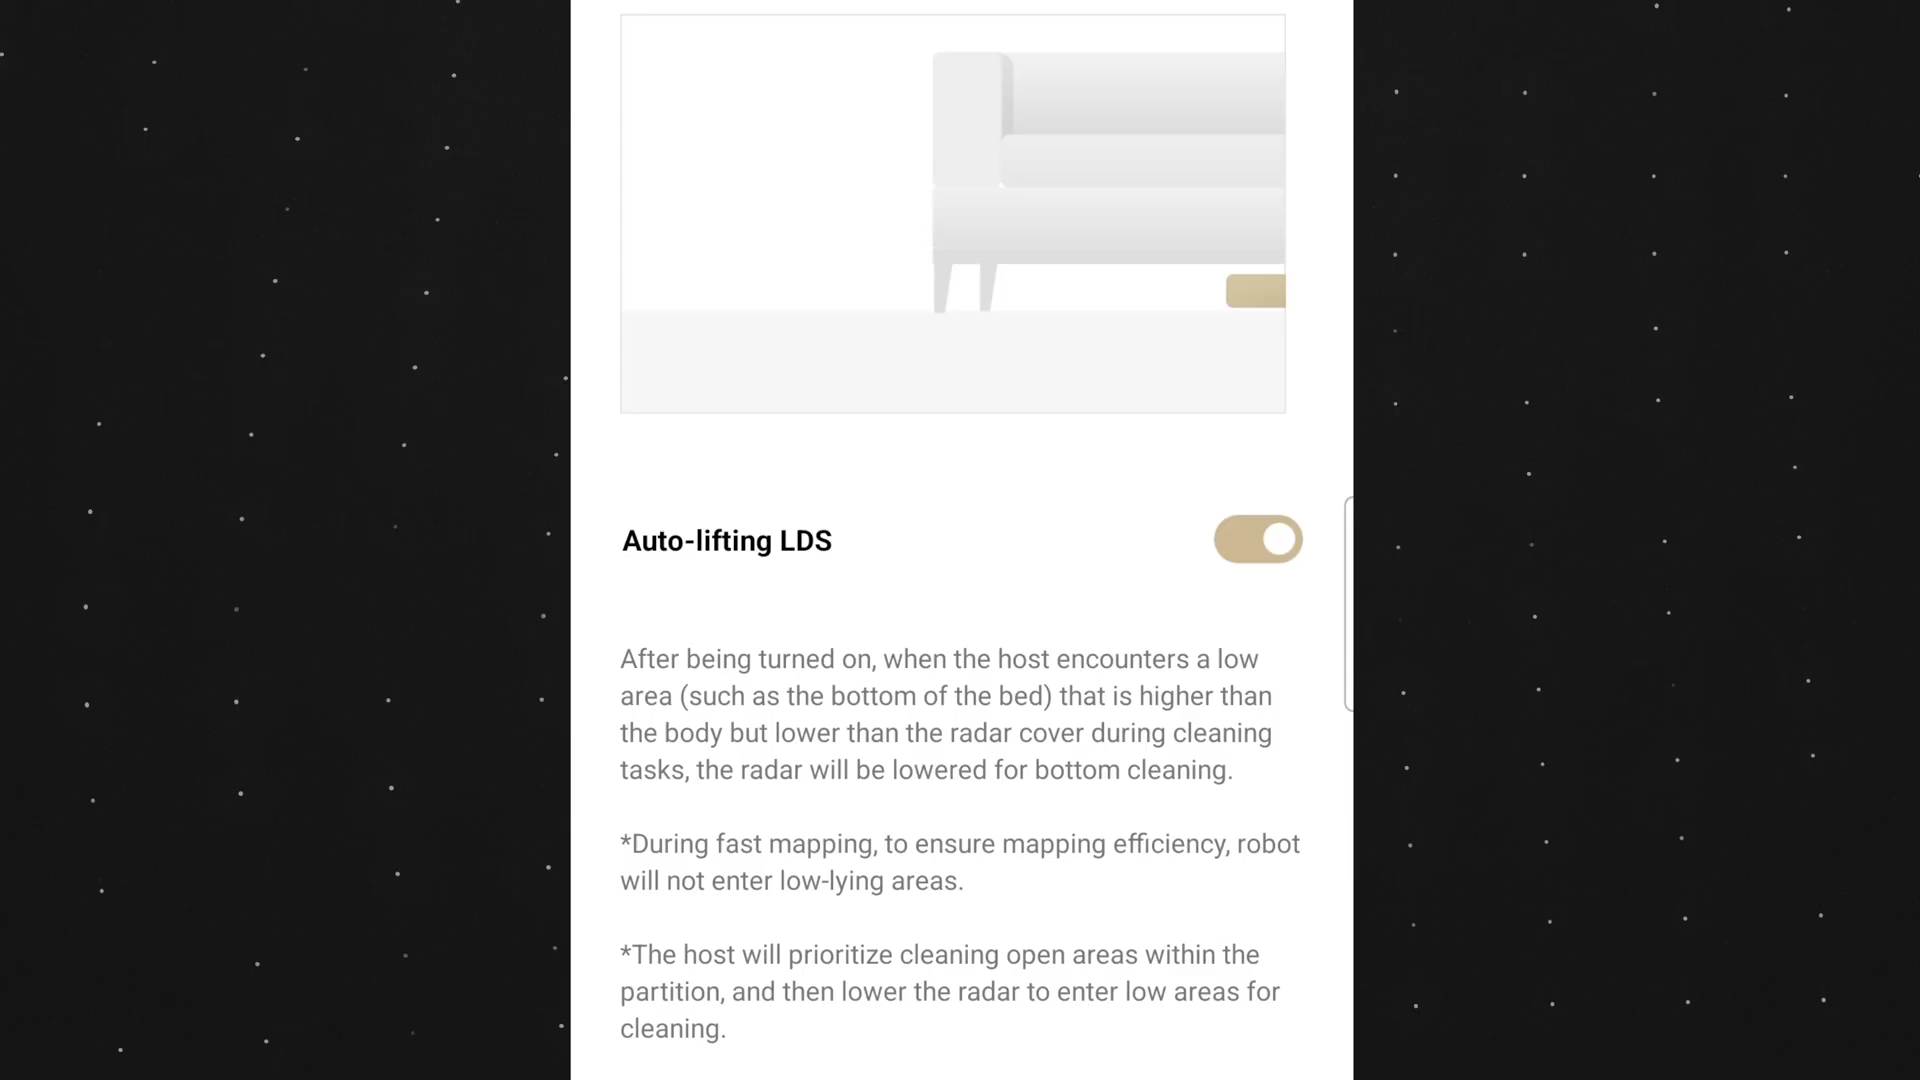 Auto-lifting LDS
After being turned on, when the host encounters a low
area (such as the bottom of the bed) that is higher than
the body but lower than the radar cover during cleaning
tasks, the radar will be lowered for bottom cleaning.
*During fast mapping, to ensure mapping efficiency, robot
will not enter low-lying areas.
*The host will prioritize cleaning open areas within the
partition, and then lower the radar to enter low areas for
cleaning.